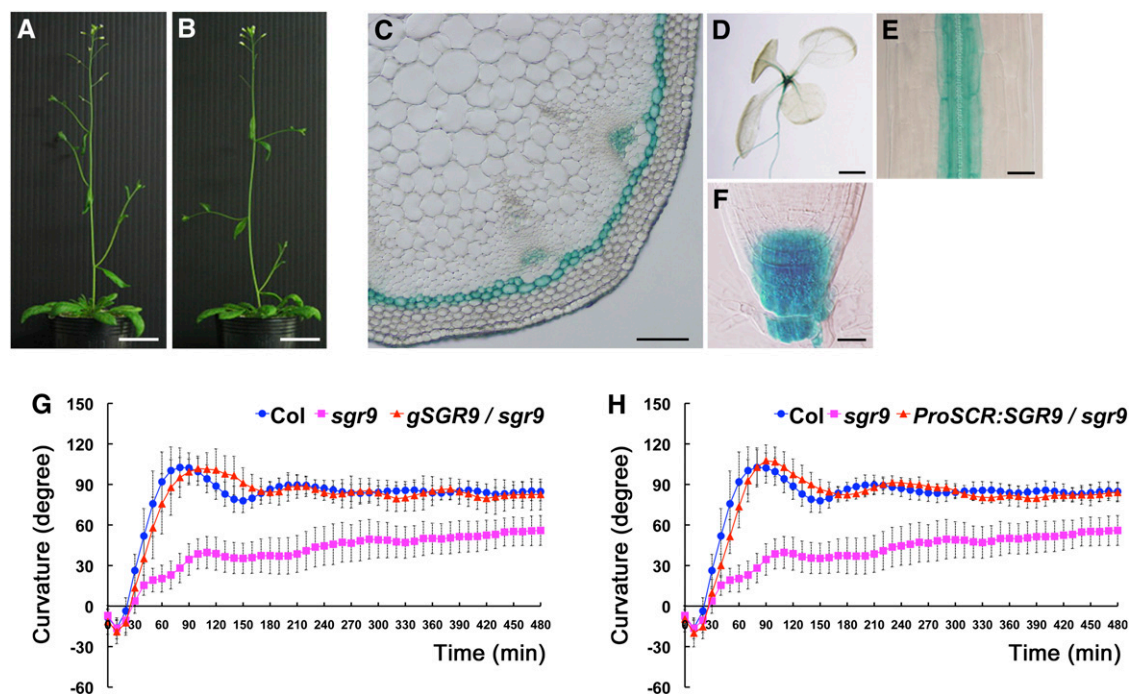 A
B
C
D
E
F
G
Col sgr9 gSGR9 / sgr9
Curvature (degree)
150
120
90
60
30
0
-30
-60
0 30 60 90 120 150 180 210 240 270 300 330 360 390 420 450 480
Time (min)
H
Col sgr9 ProSCR:SGR9 / sgr9
Curvature (degree)
150
120
90
60
30
0
-30
-60
0 30 60 90 120 150 180 210 240 270 300 330 360 390 420 450 480
Time (min)